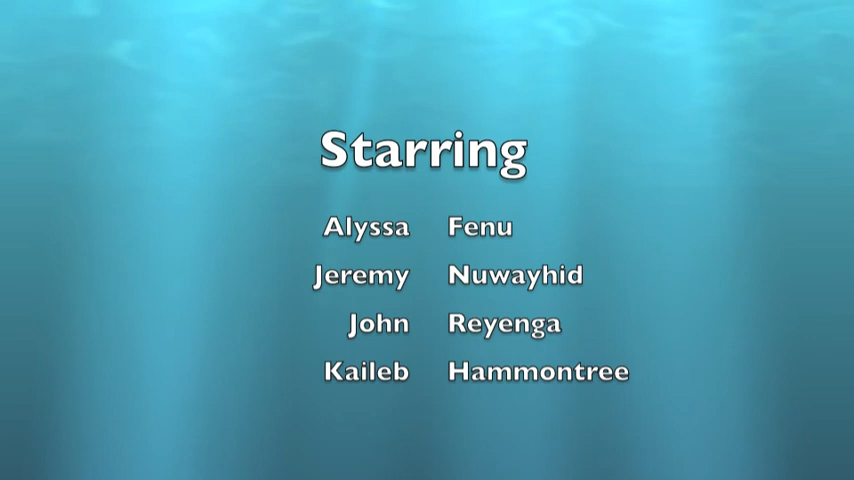 Starring
Alyssa Fenu
Jeremy Nuwayhid
John Reyenga
Kaileb Hammontree